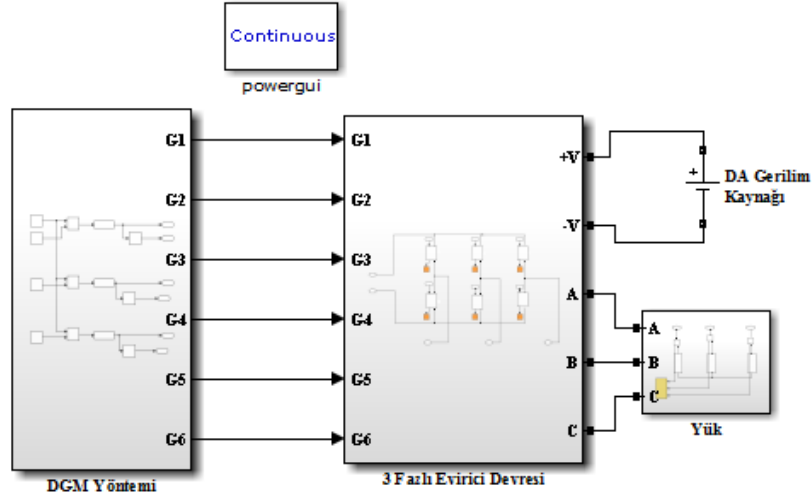 Continuous
powergui
G1
G2
G3
G4
G5
G6
DGM Yöntemi
G1
G2
G3
G4
G5
G6
+V
-V
A
B
C
3 Fazlı Evirici Devresi
+
DA Gerilim
Kaynağı
A
B
C
Yük